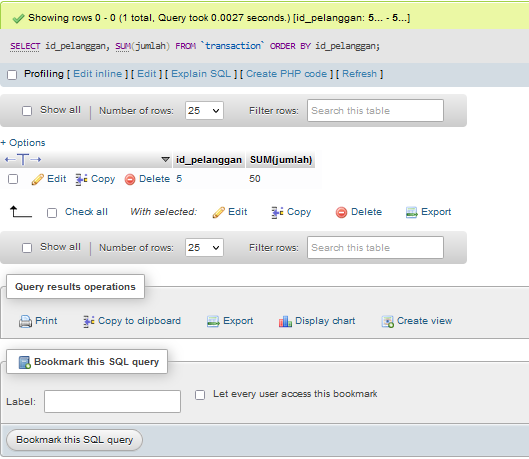 Showing rows 0 - 0 (1 total, Query took 0.0027 seconds.) [id_pelanggan: 5... - 5...]
SELECT id_pelanggan, SUM(jumlah) FROM `transaction` ORDER BY id_pelanggan;
Profiling [ Edit inline ] [ Edit ] [ Explain SQL ] [ Create PHP code ] [ Refresh ]
Show all | Number of rows: 25 Filter rows: Search this table
+ Options
←T→ id_pelanggan SUM(jumlah)
Edit Copy Delete 5 50
Check all With selected: Edit Copy Delete Export
Show all | Number of rows: 25 Filter rows: Search this table
Query results operations
Print Copy to clipboard Export Display chart Create view
Bookmark this SQL query
Label: Let every user access this bookmark
Bookmark this SQL query